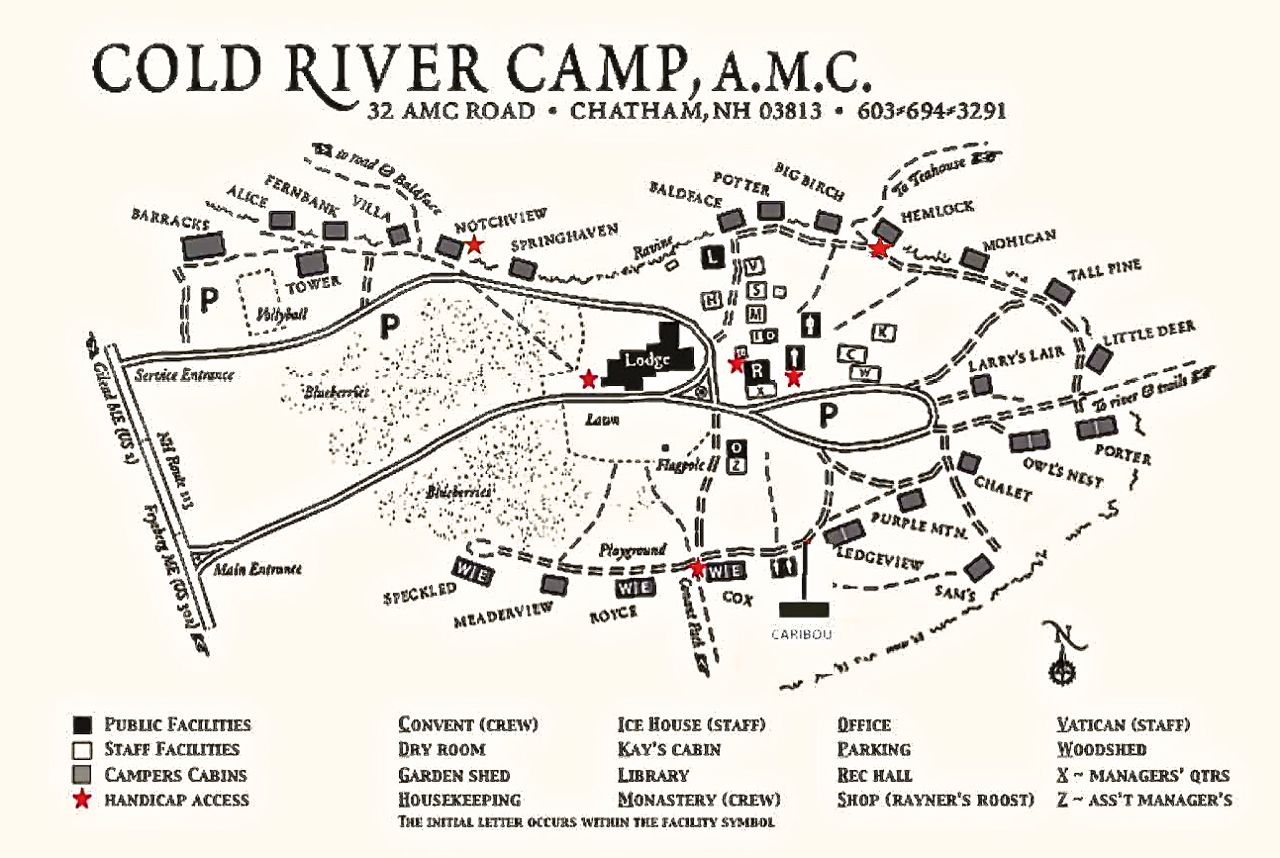 COLD RIVER CAMP, A.M.C.
32 AMC ROAD • CHATHAM, NH 03813 • 603-694-3291
to road & Baldface
To Teahouse
BARRACKS
ALICE
FERNBANK
VILLA
NOTCHVIEW
SPRINGHAVEN
Ravine
BALDFACE
POTTER
BIG BIRCH
HEMLOCK
MOHICAN
TALL PINE
LITTLE DEER
TOWER
P
Vollyball
P
L
V
H
S
M
I D
K
C
W
R
X
Lodge
LARRY'S LAIR
To river & trails
Service Entrance
Blueberries
Lawn
P
Gilead ME (US 2)
NH Route 113
Fryeberg ME (US 302)
Flagpole
O
Z
OWL'S NEST
PORTER
CHALET
PURPLE MTN.
LEDGEVIEW
SAM'S
Blueberries
Playground
Main Entrance
WIE
SPECKLED
MEADERVIEW
WIE
ROYCE
WIE
COX
Conant Path
CARIBOU
N
PUBLIC FACILITIES
STAFF FACILITIES
CAMPERS CABINS
HANDICAP ACCESS
CONVENT (CREW)
DRY ROOM
GARDEN SHED
HOUSEKEEPING
ICE HOUSE (STAFF)
KAY'S CABIN
LIBRARY
MONASTERY (CREW)
OFFICE
PARKING
REC HALL
SHOP (RAYNER'S ROOST)
VATICAN (STAFF)
WOODSHED
X ~ MANAGERS' QTRS
Z ~ ASS'T MANAGER'S
THE INITIAL LETTER OCCURS WITHIN THE FACILITY SYMBOL